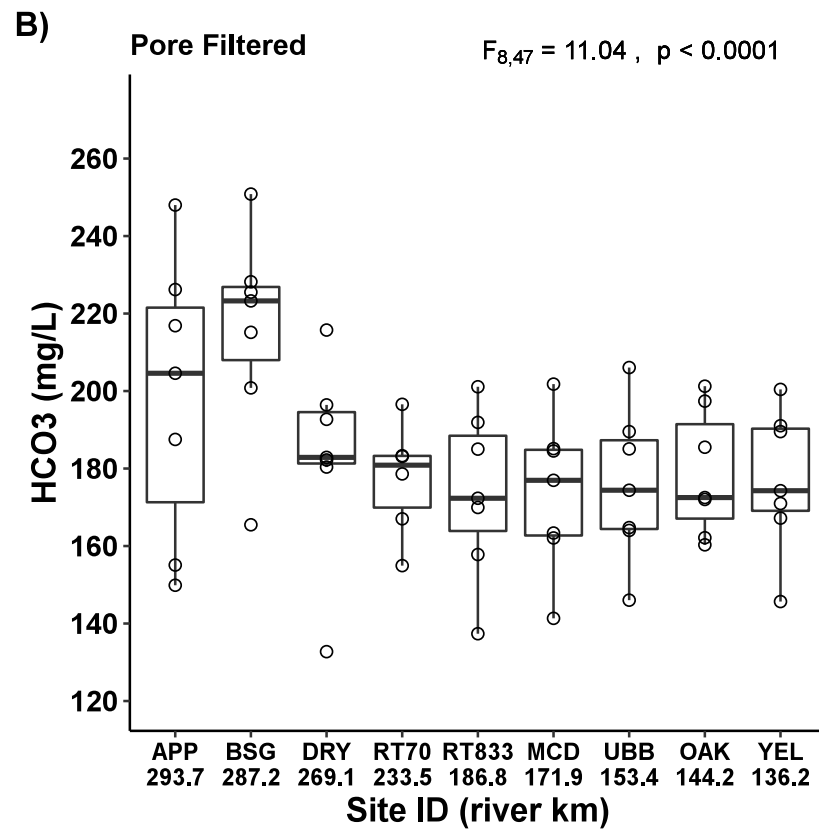 B)
Pore Filtered
F8,47 = 11.04 , p < 0.0001
HCO3 (mg/L)
260
240
220
200
180
160
140
120
APP BSG DRY RT70 RT833 MCD UBB OAK YEL
293.7 287.2 269.1 233.5 186.8 171.9 153.4 144.2 136.2
Site ID (river km)